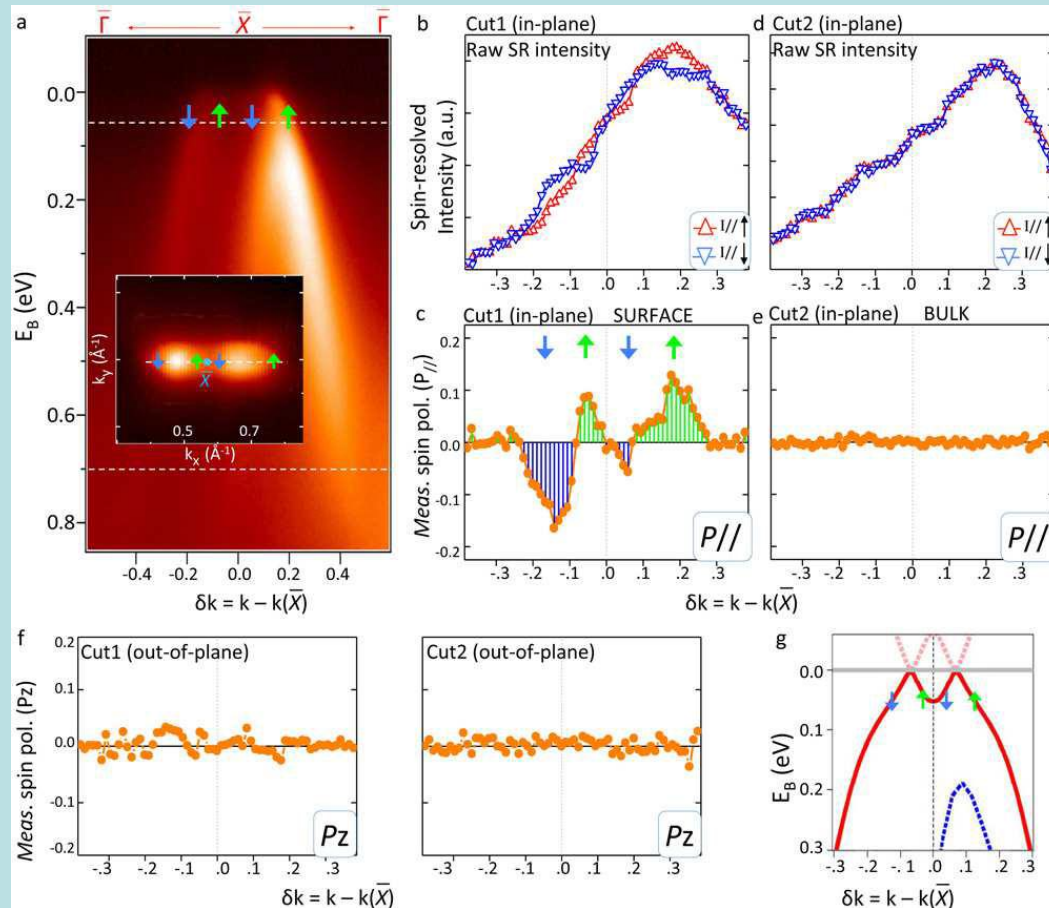 a
Γ̅ X̅ Γ̅
0.0
0.2
0.4
0.6
0.8
E_B (eV)
-0.4 -0.2 0.0 0.2 0.4
δk = k – k(X̅)
k_y (Å⁻¹)
X̅
0.5 0.7
k_x (Å⁻¹)
b Cut1 (in-plane)
Raw SR intensity
Spin-resolved
Intensity (a.u.)
I//↑
I//↓
-.3 -.2 -.1 .0 .1 .2 .3
d Cut2 (in-plane)
Raw SR intensity
I//↑
I//↓
-.3 -.2 -.1 .0 .1 .2 .3
c Cut1 (in-plane) SURFACE
Meas. spin pol. (P//)
0.2
0.1
0.0
-0.1
-0.2
P//
-.3 -.2 -.1 .0 .1 .2 .3
e Cut2 (in-plane) BULK
P//
-.3 -.2 -.1 .0 .1 .2 .3
δk = k – k(X̅)
f
Cut1 (out-of-plane)
Meas. spin pol. (Pz)
0.2
0.1
0.0
-0.1
-0.2
Pz
-.3 -.2 -.1 .0 .1 .2 .3
δk = k – k(X̅)
Cut2 (out-of-plane)
Pz
-.3 -.2 -.1 .0 .1 .2 .3
δk = k – k(X̅)
g
0.0
0.1
0.2
0.3
E_B (eV)
-.3 -.2 -.1 .0 .1 .2 .3
δk = k – k(X̅)